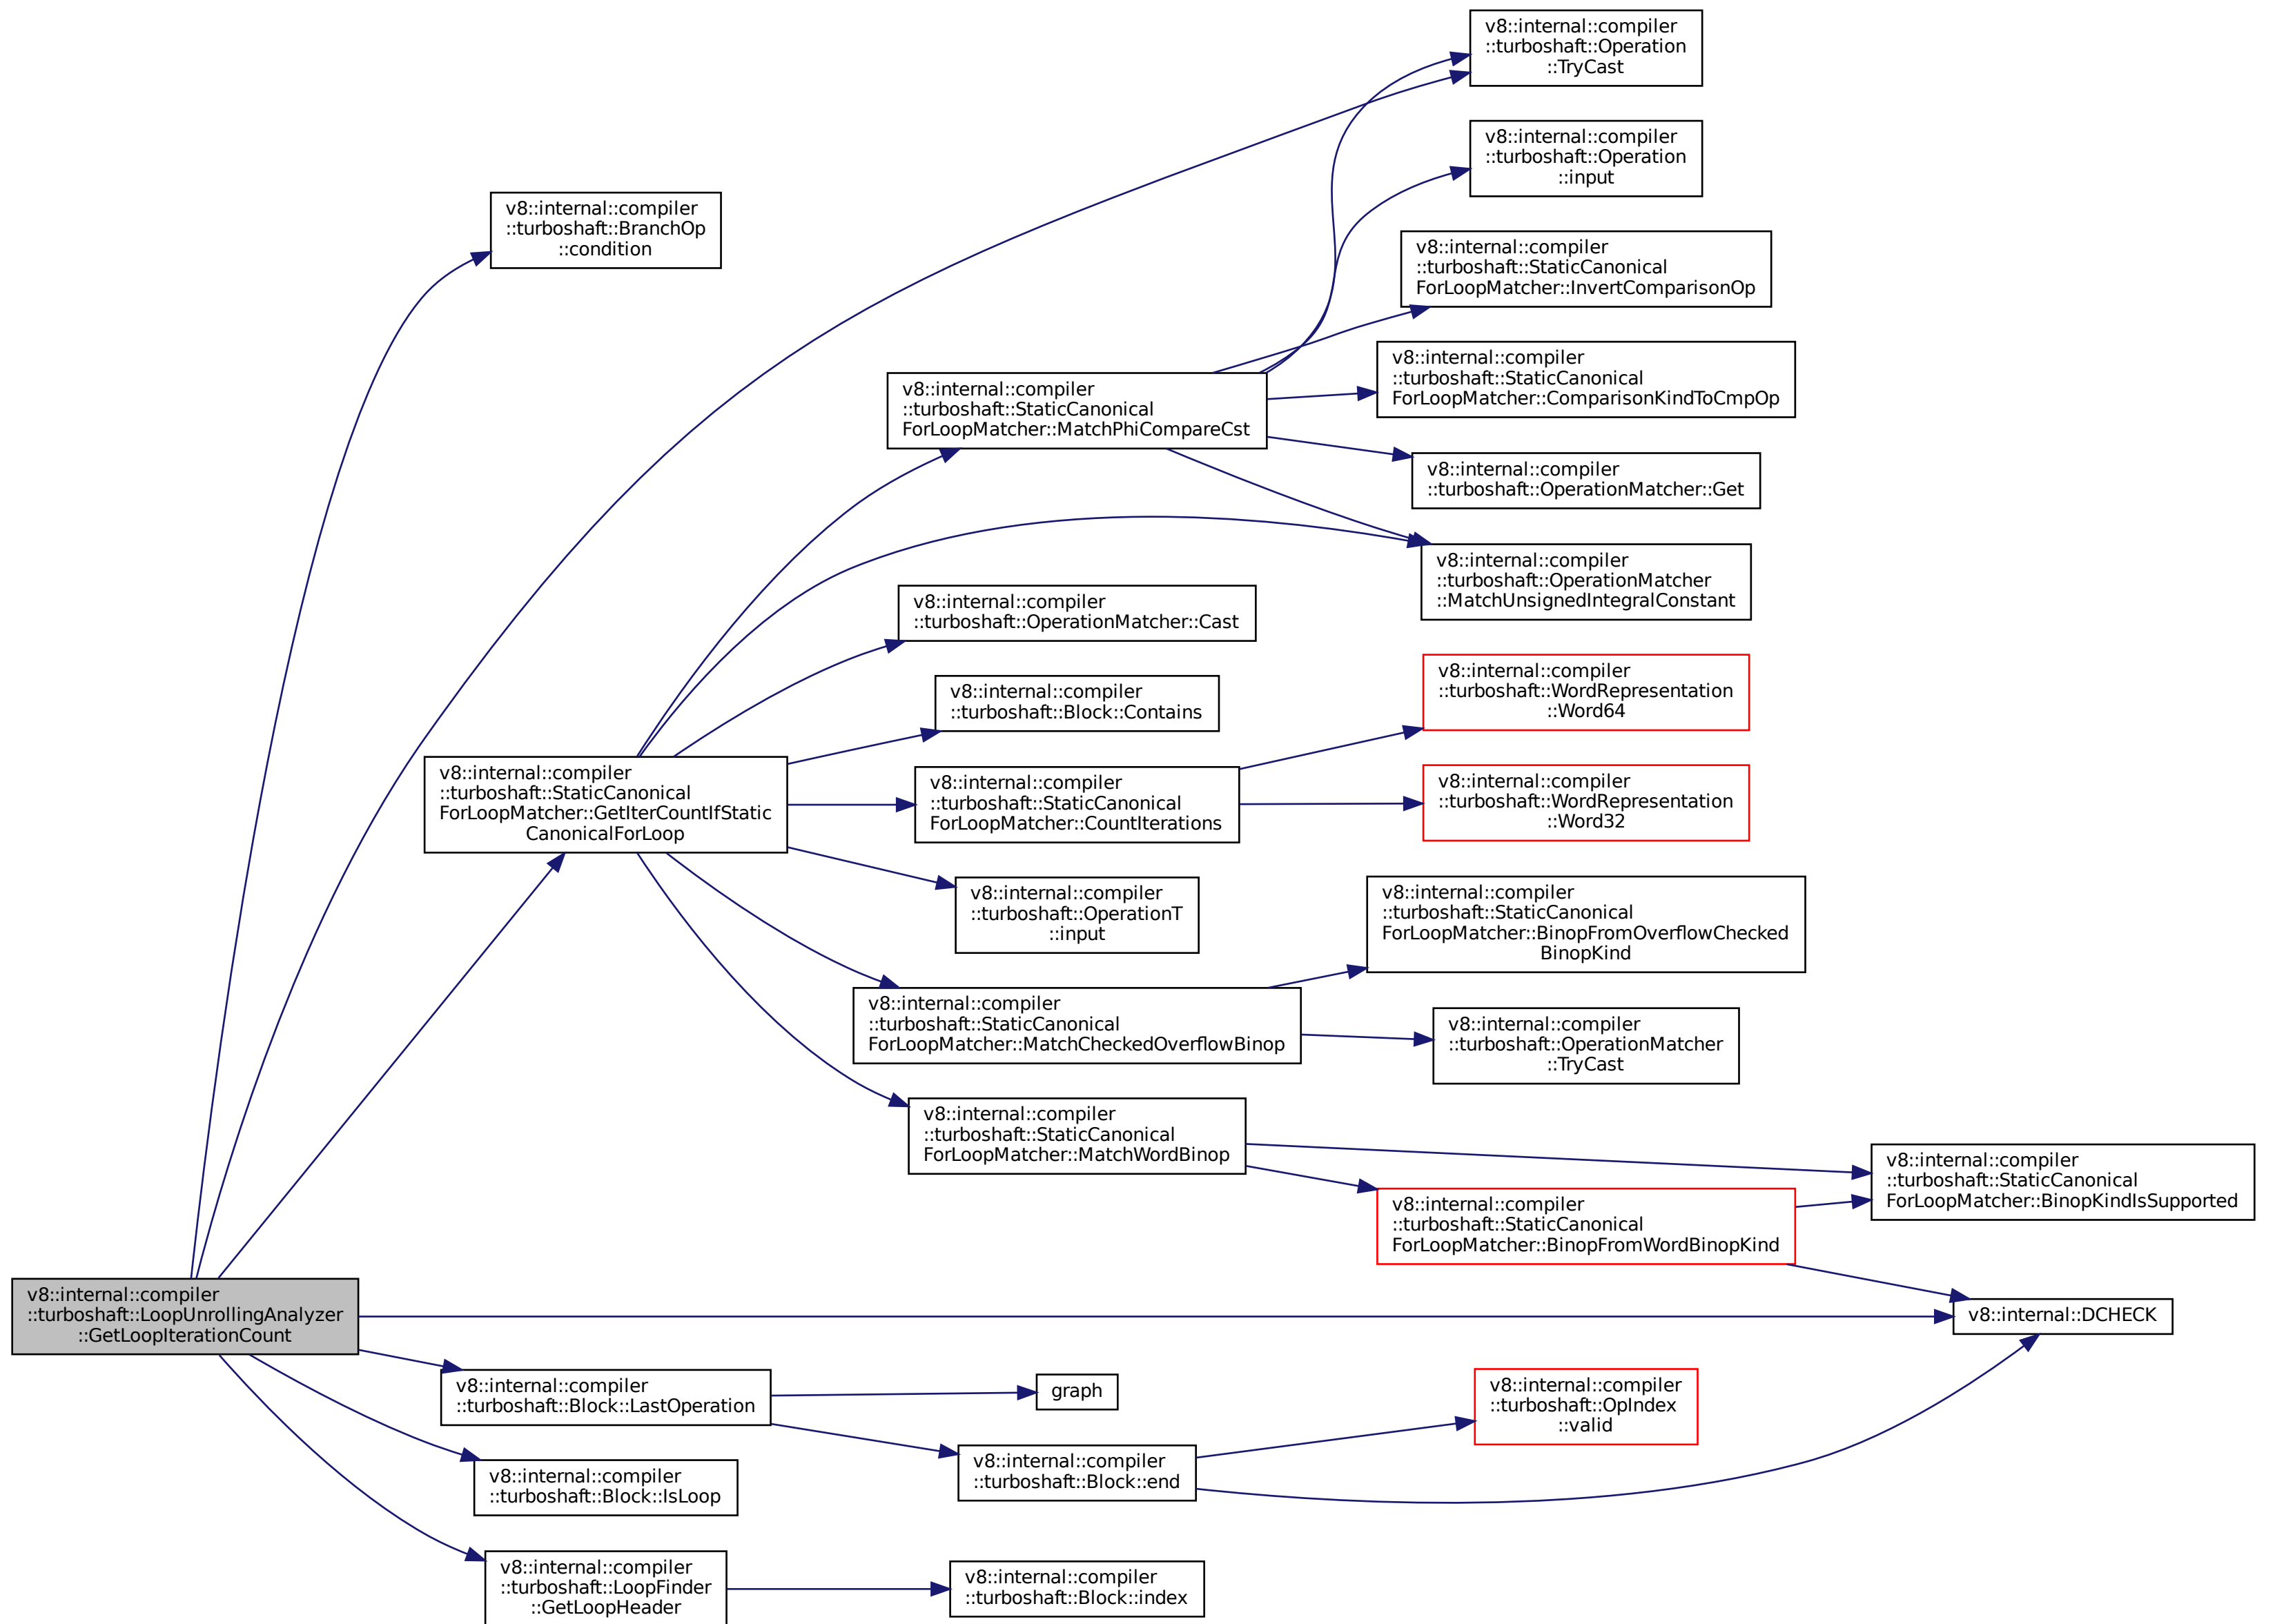 v8::internal::compiler
::turboshaft::Operation
::TryCast
v8::internal::compiler
::turboshaft::Operation
::input
v8::internal::compiler
::turboshaft::BranchOp
::condition
v8::internal::compiler
::turboshaft::StaticCanonical
ForLoopMatcher::InvertComparisonOp
v8::internal::compiler
::turboshaft::StaticCanonical
ForLoopMatcher::ComparisonKindToCmpOp
v8::internal::compiler
::turboshaft::StaticCanonical
ForLoopMatcher::MatchPhiCompareCst
v8::internal::compiler
::turboshaft::OperationMatcher::Get
v8::internal::compiler
::turboshaft::OperationMatcher
::MatchUnsignedIntegralConstant
v8::internal::compiler
::turboshaft::OperationMatcher::Cast
v8::internal::compiler
::turboshaft::WordRepresentation
::Word64
v8::internal::compiler
::turboshaft::Block::Contains
v8::internal::compiler
::turboshaft::StaticCanonical
ForLoopMatcher::GetIterCountIfStatic
CanonicalForLoop
v8::internal::compiler
::turboshaft::StaticCanonical
ForLoopMatcher::CountIterations
v8::internal::compiler
::turboshaft::WordRepresentation
::Word32
v8::internal::compiler
::turboshaft::OperationT
::input
v8::internal::compiler
::turboshaft::StaticCanonical
ForLoopMatcher::BinopFromOverflowChecked
BinopKind
v8::internal::compiler
::turboshaft::StaticCanonical
ForLoopMatcher::MatchCheckedOverflowBinop
v8::internal::compiler
::turboshaft::OperationMatcher
::TryCast
v8::internal::compiler
::turboshaft::StaticCanonical
ForLoopMatcher::MatchWordBinop
v8::internal::compiler
::turboshaft::StaticCanonical
ForLoopMatcher::BinopKindIsSupported
v8::internal::compiler
::turboshaft::StaticCanonical
ForLoopMatcher::BinopFromWordBinopKind
v8::internal::compiler
::turboshaft::LoopUnrollingAnalyzer
::GetLoopIterationCount
v8::internal::DCHECK
v8::internal::compiler
::turboshaft::Block::LastOperation
graph
v8::internal::compiler
::turboshaft::OpIndex
::valid
v8::internal::compiler
::turboshaft::Block::end
v8::internal::compiler
::turboshaft::Block::IsLoop
v8::internal::compiler
::turboshaft::LoopFinder
::GetLoopHeader
v8::internal::compiler
::turboshaft::Block::index